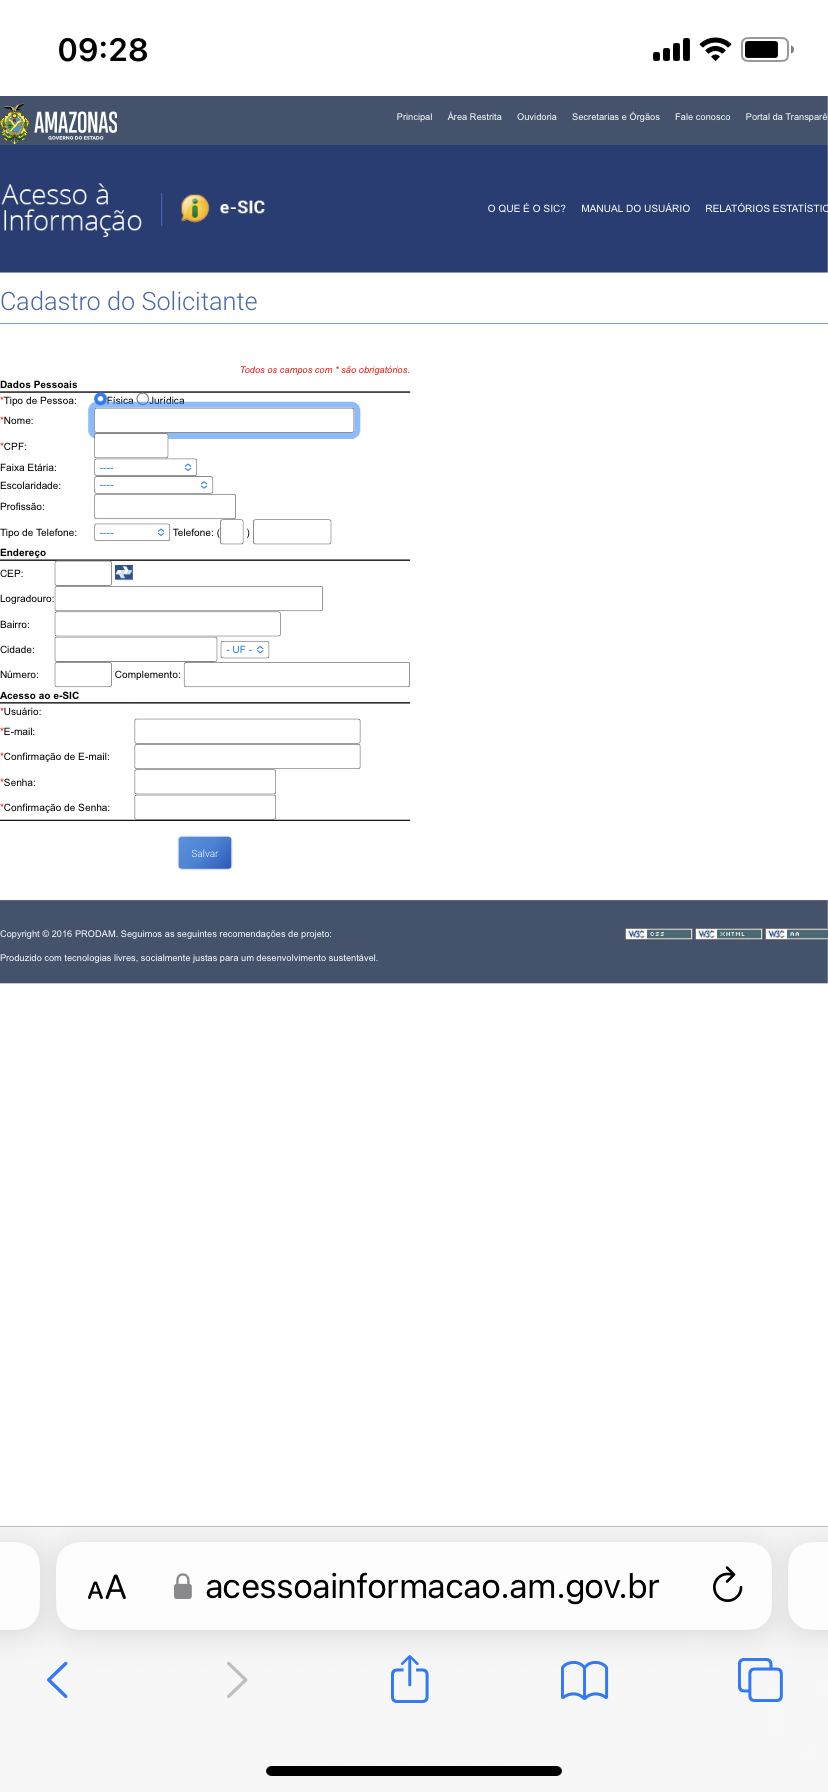 09:28
AMAZONAS
GOVERNO DO ESTADO
Principal Área Restrita Ouvidoria Secretarias e Órgãos Fale conosco Portal da Transparê
Acesso à
Informação
e-SIC
O QUE É O SIC? MANUAL DO USUÁRIO RELATÓRIOS ESTATÍSTIC
Cadastro do Solicitante
Todos os campos com * são obrigatórios.
Dados Pessoais
*Tipo de Pessoa: Física Jurídica
*Nome:
*CPF:
Faixa Etária: ----
Escolaridade: ----
Profissão:
Tipo de Telefone: ---- Telefone: ( )
Endereço
CEP:
Logradouro:
Bairro:
Cidade: - UF -
Número: Complemento:
Acesso ao e-SIC
*Usuário:
*E-mail:
*Confirmação de E-mail:
*Senha:
*Confirmação de Senha:
Salvar
Copyright © 2016 PRODAM. Seguimos as seguintes recomendações de projeto:
W3C CSS W3C XHTML W3C AA
Produzido com tecnologias livres, socialmente justas para um desenvolvimento sustentável.
AA acessoainformacao.am.gov.br